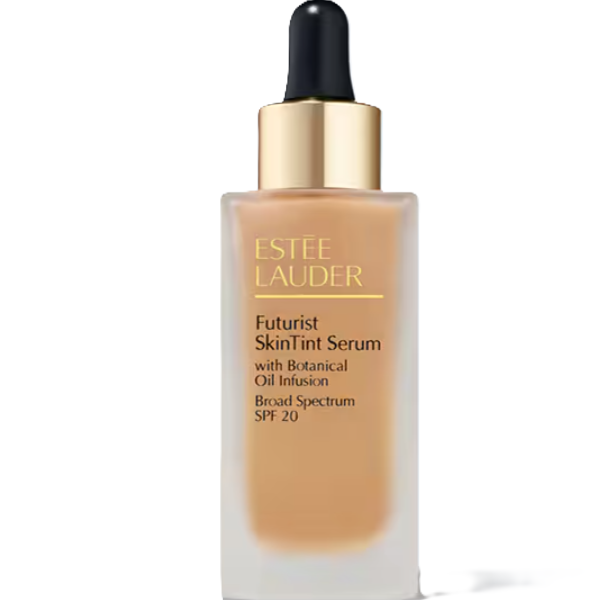 ESTĒE
LAUDER
Futurist
SkinTint Serum
with Botanical
Oil Infusion
Broad Spectrum
SPF 20